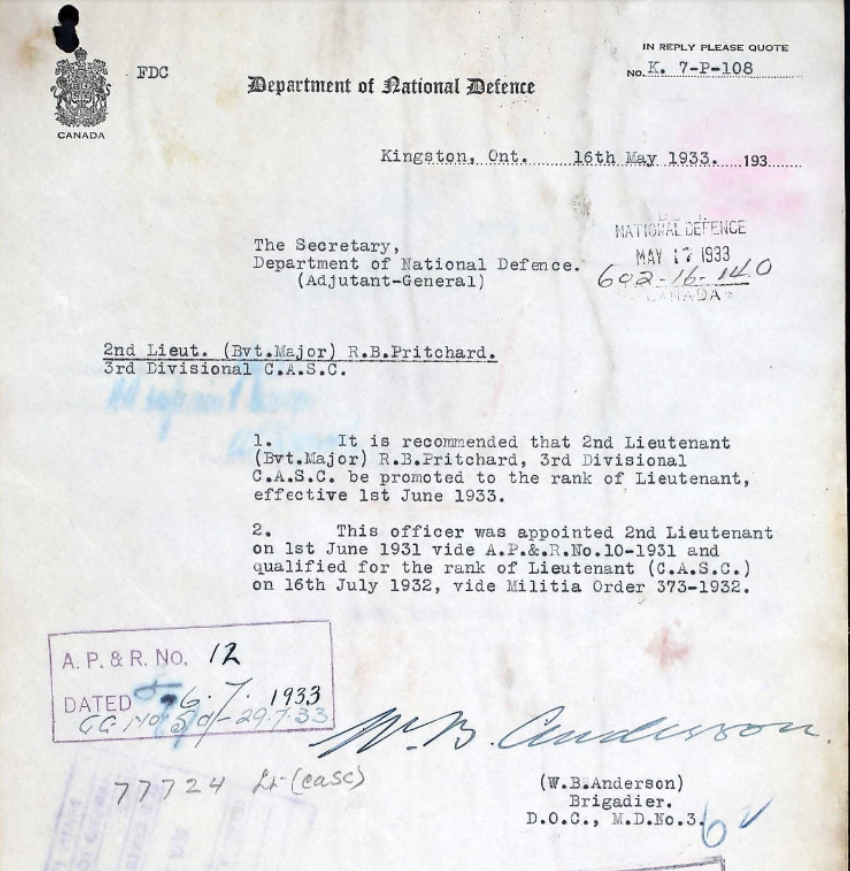 FDC
Department of National Defence
IN REPLY PLEASE QUOTE
NO. K. 7-P-108
CANADA
Kingston, Ont. 16th May 1933. 193
NATIONAL DEFENCE
MAY 17 1933
602-16-140
CANADA
The Secretary,
Department of National Defence.
(Adjutant-General)
2nd Lieut. (Bvt.Major) R.B.Pritchard.
3rd Divisional C.A.S.C.
1. It is recommended that 2nd Lieutenant
(Bvt.Major) R.B.Pritchard, 3rd Divisional
C.A.S.C. be promoted to the rank of Lieutenant,
effective 1st June 1933.
2. This officer was appointed 2nd Lieutenant
on 1st June 1931 vide A.P.&.R.No.10-1931 and
qualified for the rank of Lieutenant (C.A.S.C.)
on 16th July 1932, vide Militia Order 373-1932.
A. P. & R. No. 12
DATED 6.7.1933
29.7.33
W.B. Anderson.
77724 Lt (CASC)
(W.B.Anderson)
Brigadier.
D.O.C., M.D.No.3.